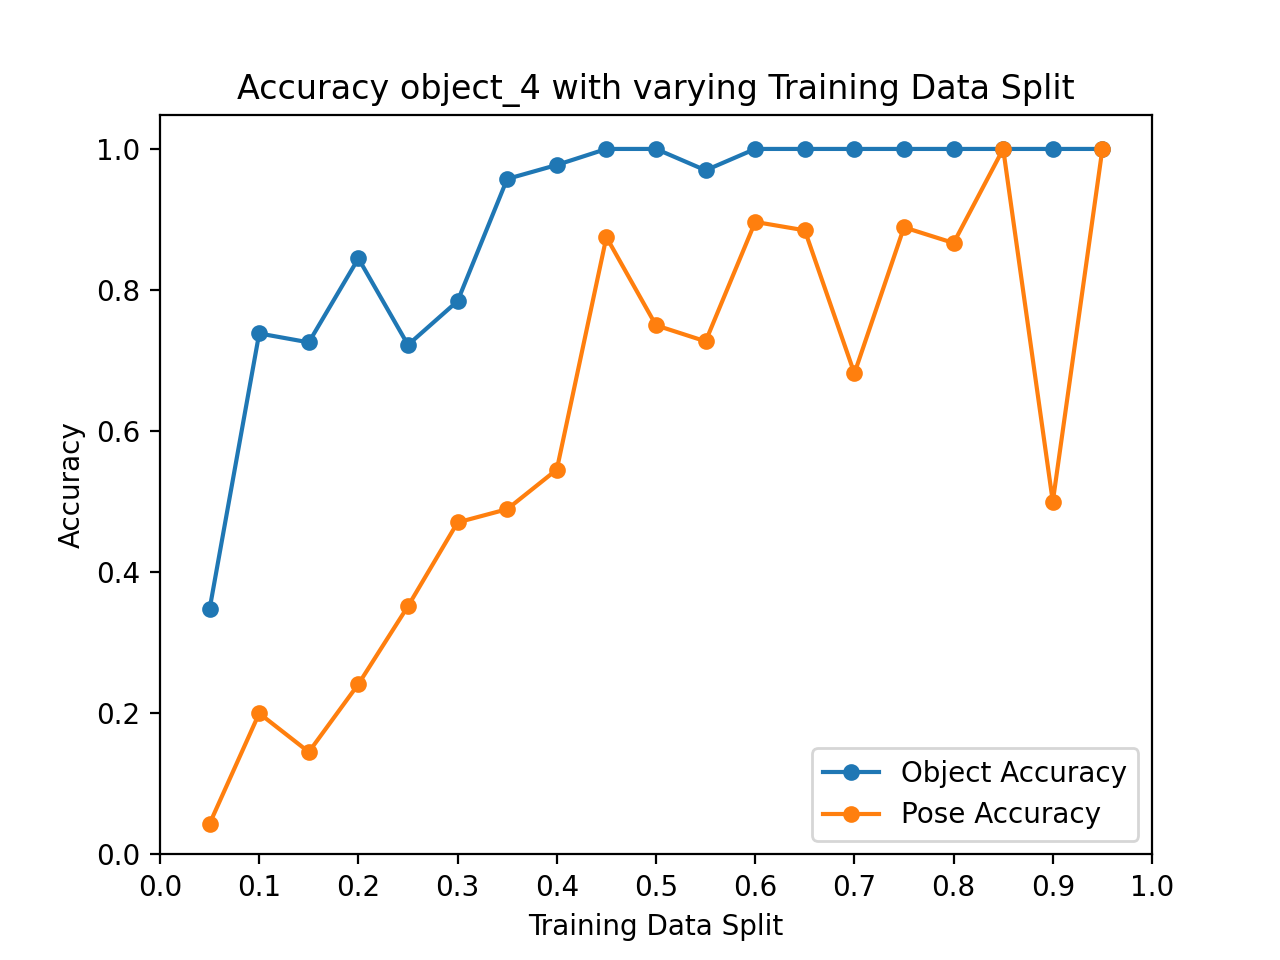 Accuracy object_4 with varying Training Data Split
1.0
0.8
0.6
0.4
0.2
0.0
Accuracy
Object Accuracy
Pose Accuracy
0.0 0.1 0.2 0.3 0.4 0.5 0.6 0.7 0.8 0.9 1.0
Training Data Split